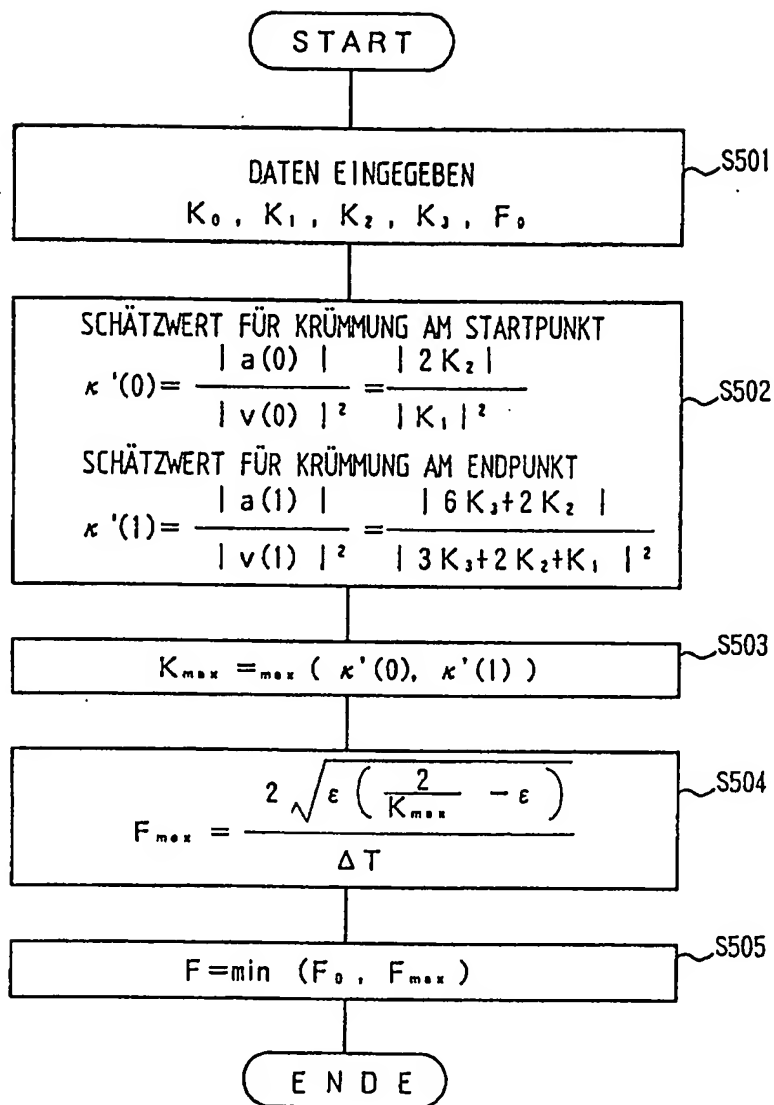 START
DATEN EINGEGEBEN
K₀ , K₁ , K₂ , K₃ , F₀
S501
SCHÄTZWERT FÜR KRÜMMUNG AM STARTPUNKT
κ'(0)= | a(0) | / | v(0) |² = | 2K₂ | / | K₁ |²
SCHÄTZWERT FÜR KRÜMMUNG AM ENDPUNKT
κ'(1)= | a(1) | / | v(1) |² = | 6K₃+2K₂ | / | 3K₃+2K₂+K₁ |²
S502
Kmax =max ( κ'(0), κ'(1) )
S503
Fmax = 2 √( ε ( 2 / Kmax - ε ) ) / ΔT
S504
F=min (F₀ , Fmax )
S505
ENDE